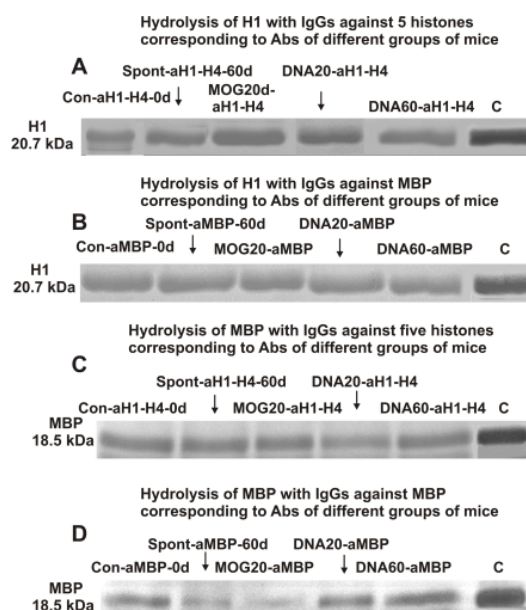 Hydrolysis of H1 with IgGs against 5 histones
corresponding to Abs of different groups of mice
A
Spont-aH1-H4-60d DNA20-aH1-H4
MOG20d-
Con-aH1-H4-0d aH1-H4 DNA60-aH1-H4 C
H1
20.7 kDa
Hydrolysis of H1 with IgGs against MBP
corresponding to Abs of different groups of mice
B
Spont-aMBP-60d DNA20-aMBP
Con-aMBP-0d MOG20-aMBP DNA60-aMBP C
H1
20.7 kDa
Hydrolysis of MBP with IgGs against five histones
corresponding to Abs of different groups of mice
C
Spont-aH1-H4-60d DNA20-aH1-H4
Con-aH1-H4-0d MOG20-aH1-H4 DNA60-aH1-H4 C
MBP
18.5 kDa
Hydrolysis of MBP with IgGs against MBP
corresponding to Abs of different groups of mice
D
Spont-aMBP-60d DNA20-aMBP
Con-aMBP-0d MOG20-aMBP DNA60-aMBP C
MBP
18.5 kDa